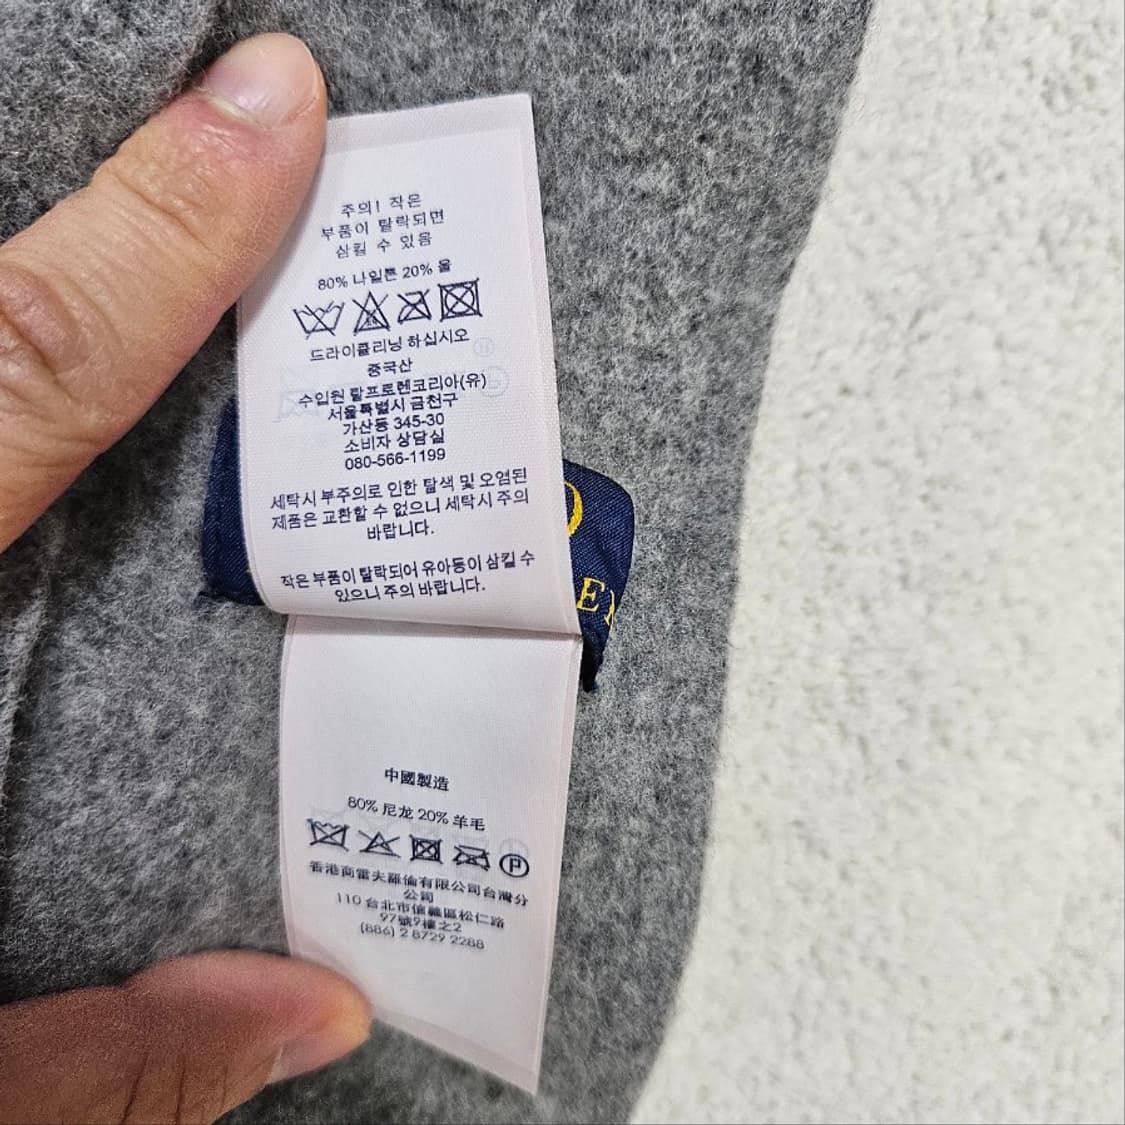 주의! 작은
부품이 탈락되면
삼킬 수 있음
80% 나일론 20% 울
드라이클리닝 하십시오
중국산
수입원 랄프로렌코리아(유)
서울특별시 금천구
가산동 345-30
소비자 상담실
080-566-1199
세탁시 부주의로 인한 탈색 및 오염된
제품은 교환할 수 없으니 세탁시 주의
바랍니다.
작은 부품이 탈락되어 유아등이 삼킬 수
있으니 주의 바랍니다.
O
EN
中國製造
80% 尼龙 20% 羊毛
P
香港商雷夫羅倫有限公司台灣分
公司
110 台北市信義區松仁路
97號9樓之2
(886) 2 8729 2288